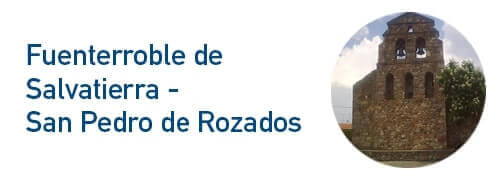 Fuenterroble de
Salvatierra -
San Pedro de Rozados